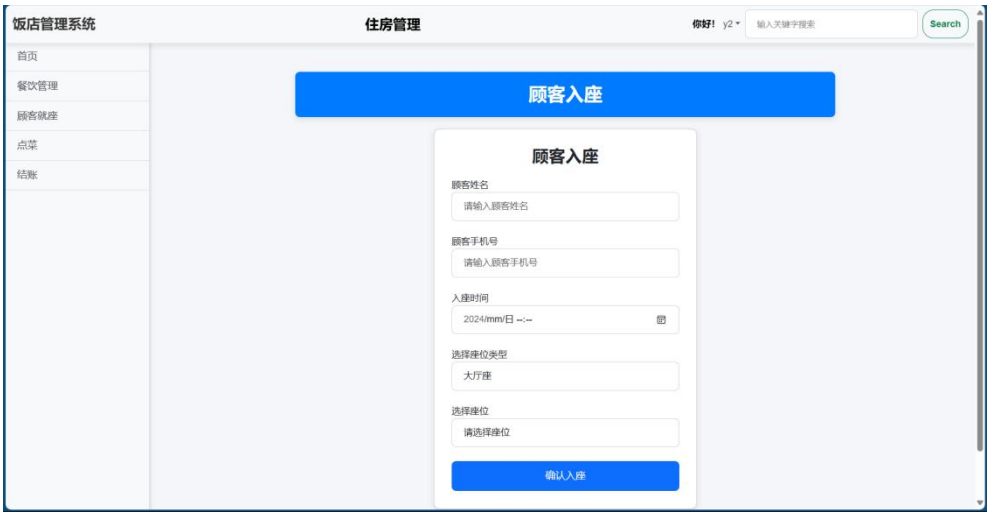 饭店管理系统 住房管理 你好! y2 输入关键字搜索 Search
首页
餐饮管理
顾客就座
点菜
结账
顾客入座
顾客入座
顾客姓名
请输入顾客姓名
顾客手机号
请输入顾客手机号
入座时间
2024/mm/日 --:--
选择座位类型
大厅座
选择座位
请选择座位
确认入座